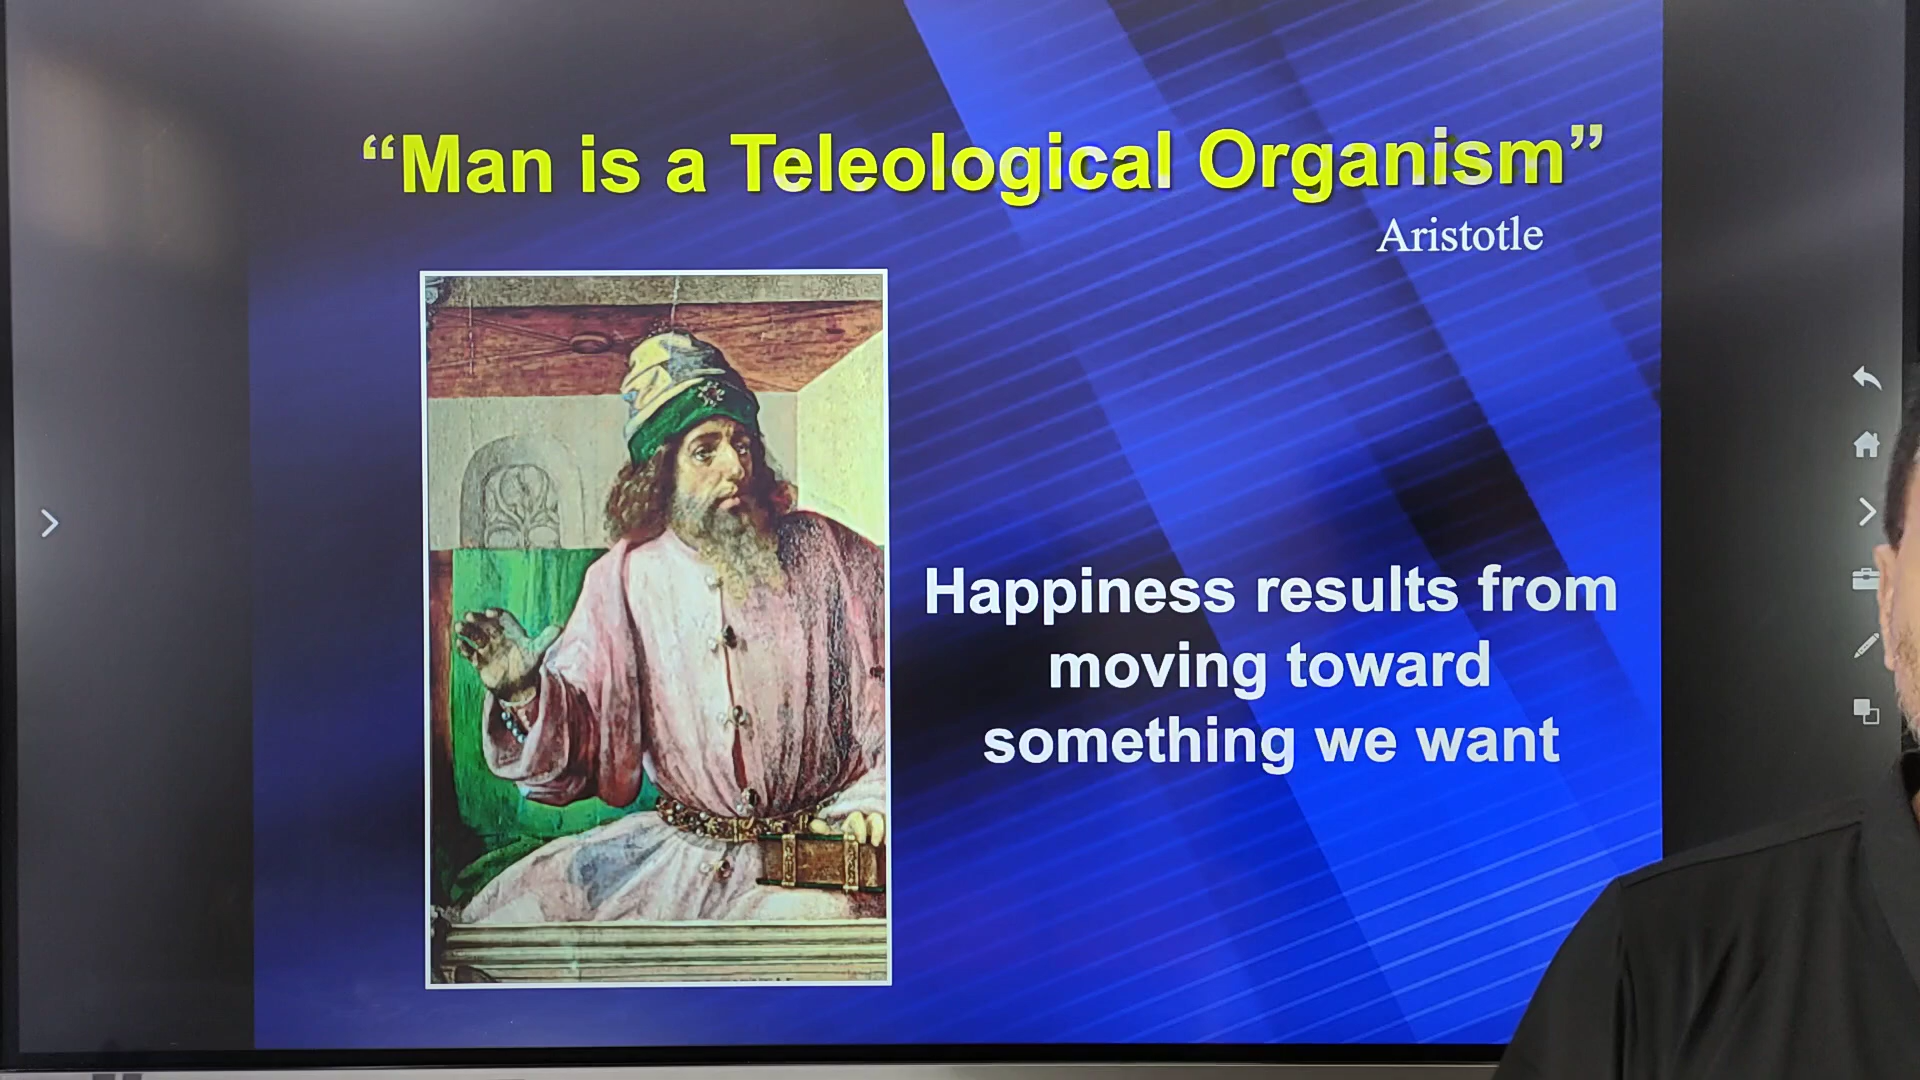 “Man is a Teleological Organism”
Aristotle
Happiness results from
moving toward
something we want